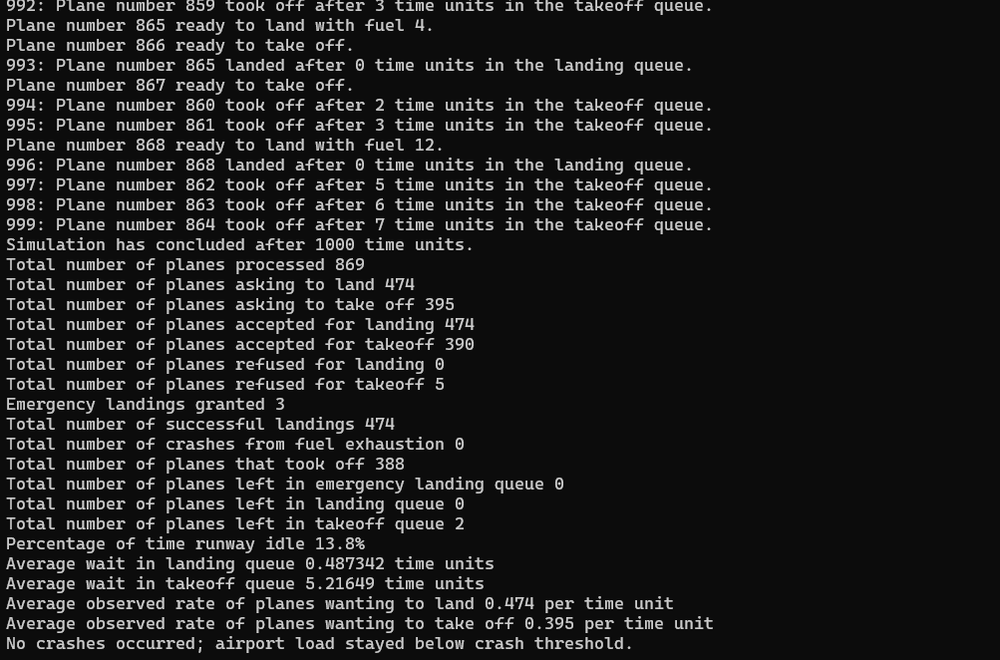 992: Plane number 859 took off after 3 time units in the takeoff queue.
Plane number 865 ready to land with fuel 4.
Plane number 866 ready to take off.
993: Plane number 865 landed after 0 time units in the landing queue.
Plane number 867 ready to take off.
994: Plane number 860 took off after 2 time units in the takeoff queue.
995: Plane number 861 took off after 3 time units in the takeoff queue.
Plane number 868 ready to land with fuel 12.
996: Plane number 868 landed after 0 time units in the landing queue.
997: Plane number 862 took off after 5 time units in the takeoff queue.
998: Plane number 863 took off after 6 time units in the takeoff queue.
999: Plane number 864 took off after 7 time units in the takeoff queue.
Simulation has concluded after 1000 time units.
Total number of planes processed 869
Total number of planes asking to land 474
Total number of planes asking to take off 395
Total number of planes accepted for landing 474
Total number of planes accepted for takeoff 390
Total number of planes refused for landing 0
Total number of planes refused for takeoff 5
Emergency landings granted 3
Total number of successful landings 474
Total number of crashes from fuel exhaustion 0
Total number of planes that took off 388
Total number of planes left in emergency landing queue 0
Total number of planes left in landing queue 0
Total number of planes left in takeoff queue 2
Percentage of time runway idle 13.8%
Average wait in landing queue 0.487342 time units
Average wait in takeoff queue 5.21649 time units
Average observed rate of planes wanting to land 0.474 per time unit
Average observed rate of planes wanting to take off 0.395 per time unit
No crashes occurred; airport load stayed below crash threshold.